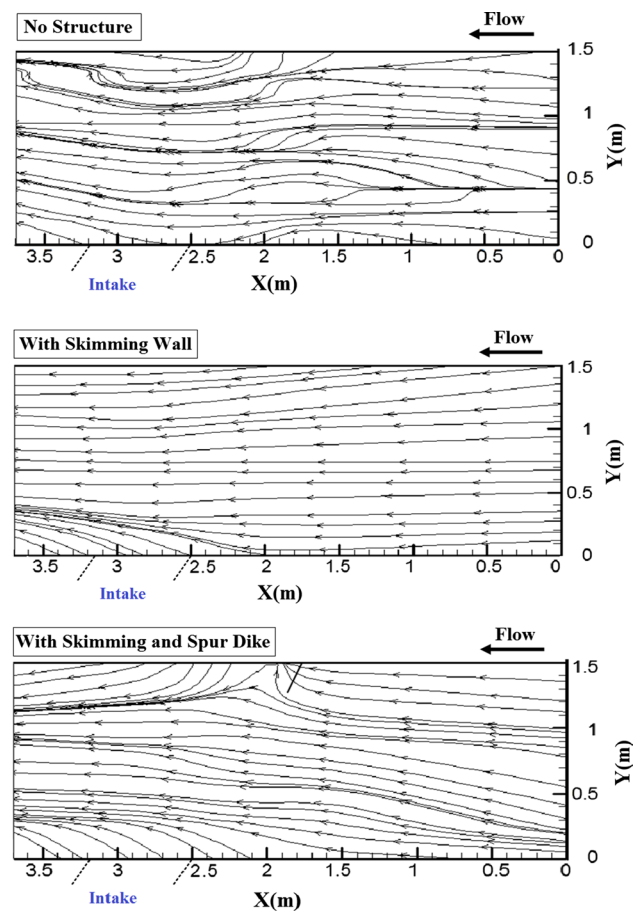 No Structure
Flow
1.5
1
0.5
0
Y(m)
3.5 3 2.5 2 1.5 1 0.5 0
Intake
X(m)
With Skimming Wall
Flow
1.5
1
0.5
0
Y(m)
3.5 3 2.5 2 1.5 1 0.5 0
Intake
X(m)
With Skimming and Spur Dike
Flow
1.5
1
0.5
0
Y(m)
3.5 3 2.5 2 1.5 1 0.5 0
Intake
X(m)